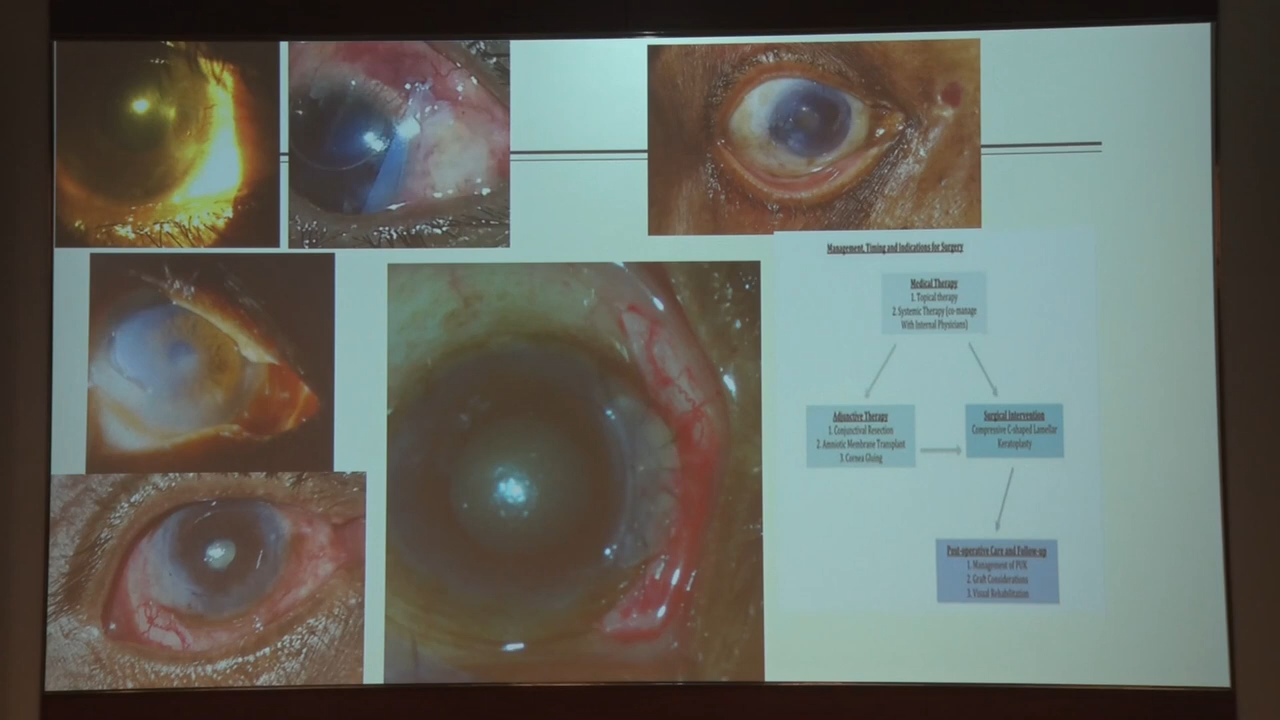 Management, Timing and Indications for Surgery
Medical Therapy
1. Topical therapy
2. Systemic Therapy (co-manage
With Internal Physicians)
Adjunctive Therapy
1. Conjunctival Resection
2. Amniotic Membrane Transplant
3. Cornea Gluing
Surgical Intervention
Compressive C-shaped Lamellar
Keratoplasty
Post-operative Care and Follow-up
1. Management of PUK
2. Graft Considerations
3. Visual Rehabilitation